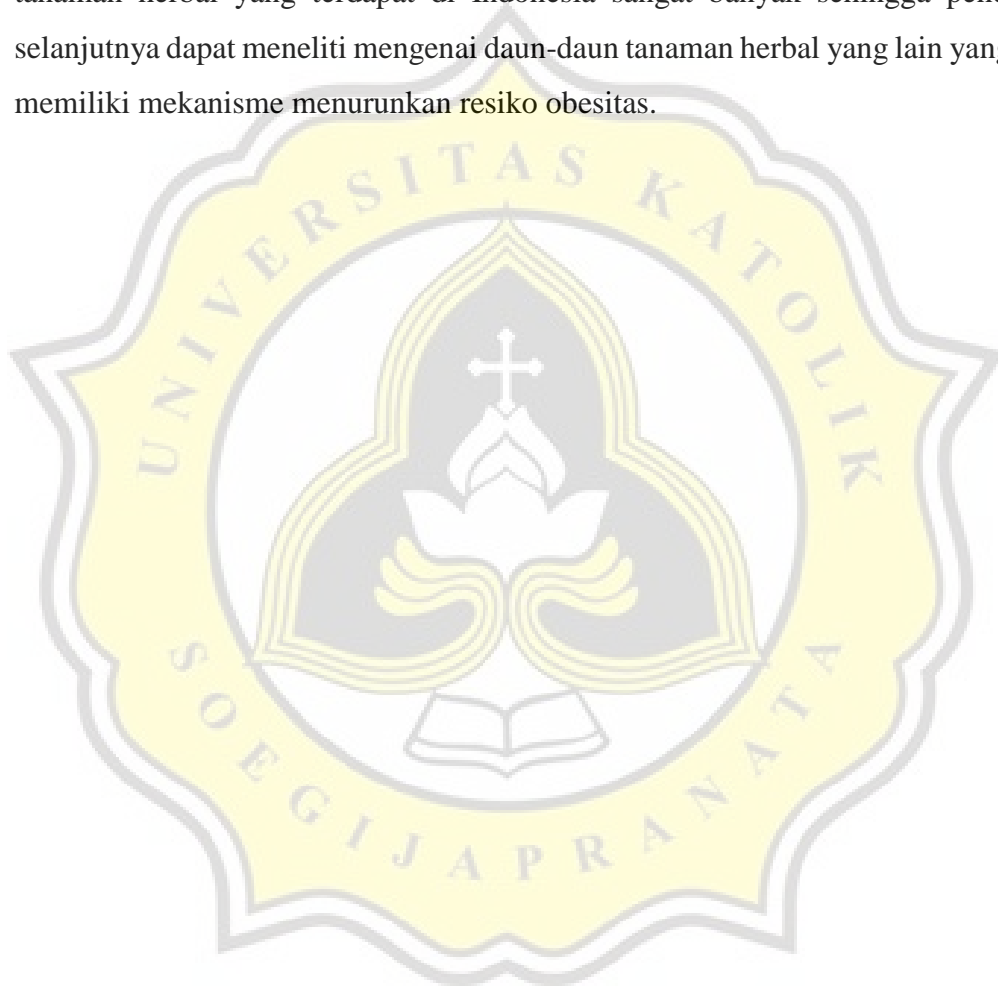 tanaman herbal yang terdapat di Indonesia sangat banyak sehingga
selanjutnya dapat meneliti mengenai daun-daun tanaman herbal yang lain
memiliki mekanisme menurunkan resiko obesitas.
UNIVERSITAS KATOLIK
SOEGIJAPRANATA